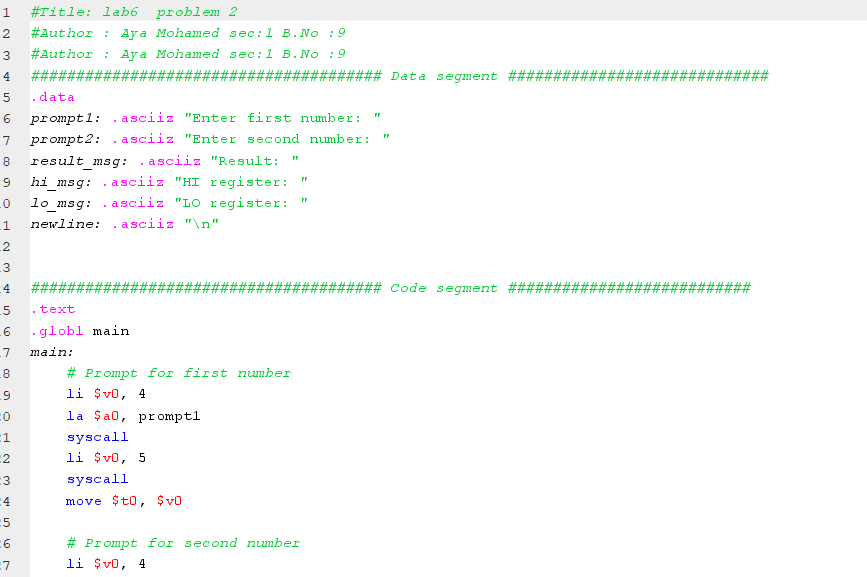 1 #Title: lab6  problem 2
2 #Author : Aya Mohamed sec:1 B.No :9
3 #Author : Aya Mohamed sec:1 B.No :9
4 ####################################### Data segment #############################
5 .data
6 prompt1: .asciiz "Enter first number: "
7 prompt2: .asciiz "Enter second number: "
8 result_msg: .asciiz "Result: "
9 hi_msg: .asciiz "HI register: "
0 lo_msg: .asciiz "LO register: "
1 newline: .asciiz "\n"
2
3
4 ####################################### Code segment ###########################
5 .text
6 .globl main
7 main:
8     # Prompt for first number
9     li $v0, 4
0     la $a0, prompt1
1     syscall
2     li $v0, 5
3     syscall
4     move $t0, $v0
5
6     # Prompt for second number
7     li $v0, 4